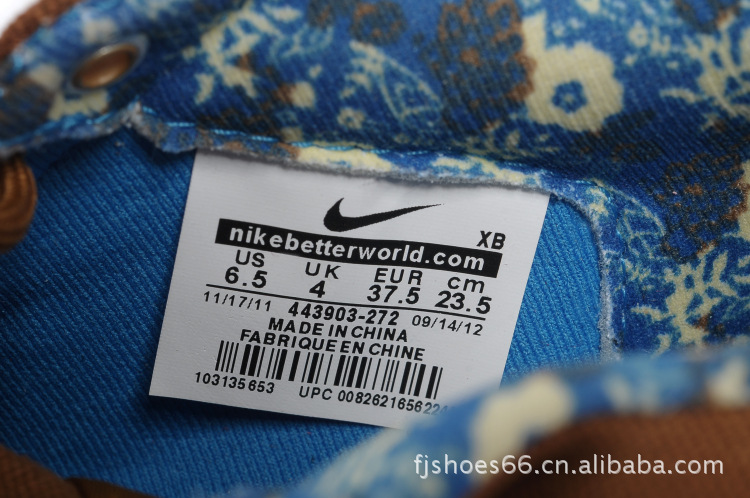 XB
nikebetterworld.com
US UK EUR cm
6.5 4 37.5 23.5
11/17/11 443903-272 09/14/12
MADE IN CHINA
FABRIQUE EN CHINE
103135653 UPC 00826216562
fjshoes66.cn.alibaba.com